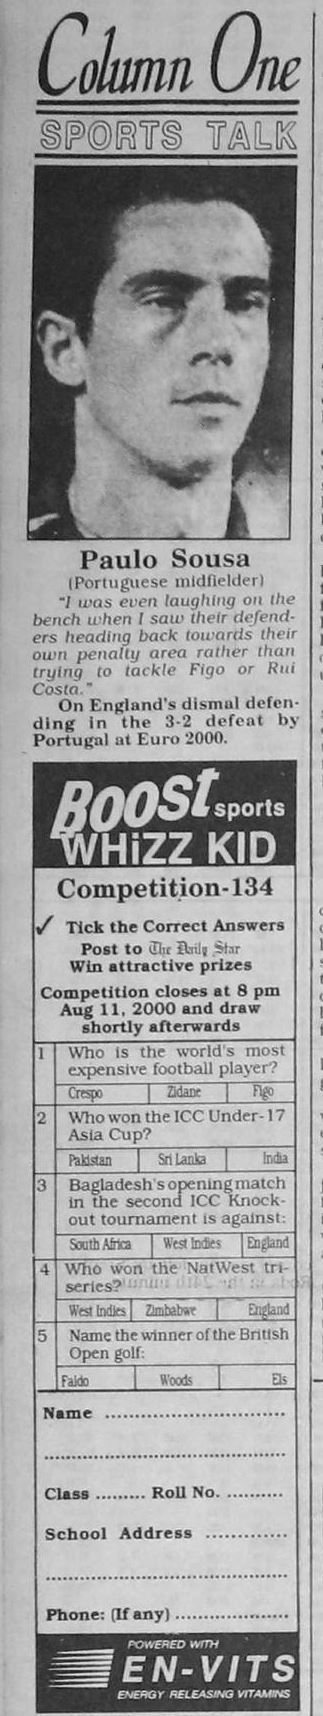 Column One
SPORTS TALK
Paulo Sousa
(Portuguese midfielder)
"I was even laughing on the
bench when I saw their defend-
ers heading back towards their
own penalty area rather than
trying to tackle Figo or Rui
Costa."
On England's dismal defen-
ding in the 3-2 defeat by
Portugal at Euro 2000.
BOOSt sports
WHiZZ KID
Competition-134
✓ Tick the Correct Answers
Post to The Daily Star
Win attractive prizes
Competition closes at 8 pm
Aug 11, 2000 and draw
shortly afterwards
1 Who is the world's most
expensive football player?
Crespo Zidane Figo
2 Who won the ICC Under-17
Asia Cup?
Pakistan Sri Lanka India
3 Bagladesh's opening match
in the second ICC Knock-
out tournament is against:
South Africa West Indies England
4 Who won the NatWest tri-
series?
West Indies Zimbabwe England
5 Name the winner of the British
Open golf:
Faldo Woods Els
Name ..............................
........................................
Class ......... Roll No. ..........
School Address .............
........................................
Phone: (If any) ....................
POWERED WITH
EN-VITS
ENERGY RELEASING VITAMINS